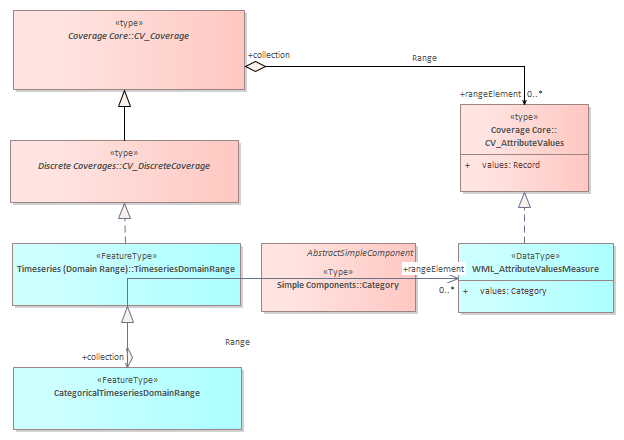 «type»
Coverage Core::CV_Coverage
+collection
Range
+rangeElement 0..*
«type»
Coverage Core::
CV_AttributeValues
+ values: Record
«type»
Discrete Coverages::CV_DiscreteCoverage
«FeatureType»
Timeseries (Domain Range)::TimeseriesDomainRange
AbstractSimpleComponent
«Type»
Simple Components::Category
+rangeElement
0..*
«DataType»
WML_AttributeValuesMeasure
+ values: Category
Range
+collection
«FeatureType»
CategoricalTimeseriesDomainRange